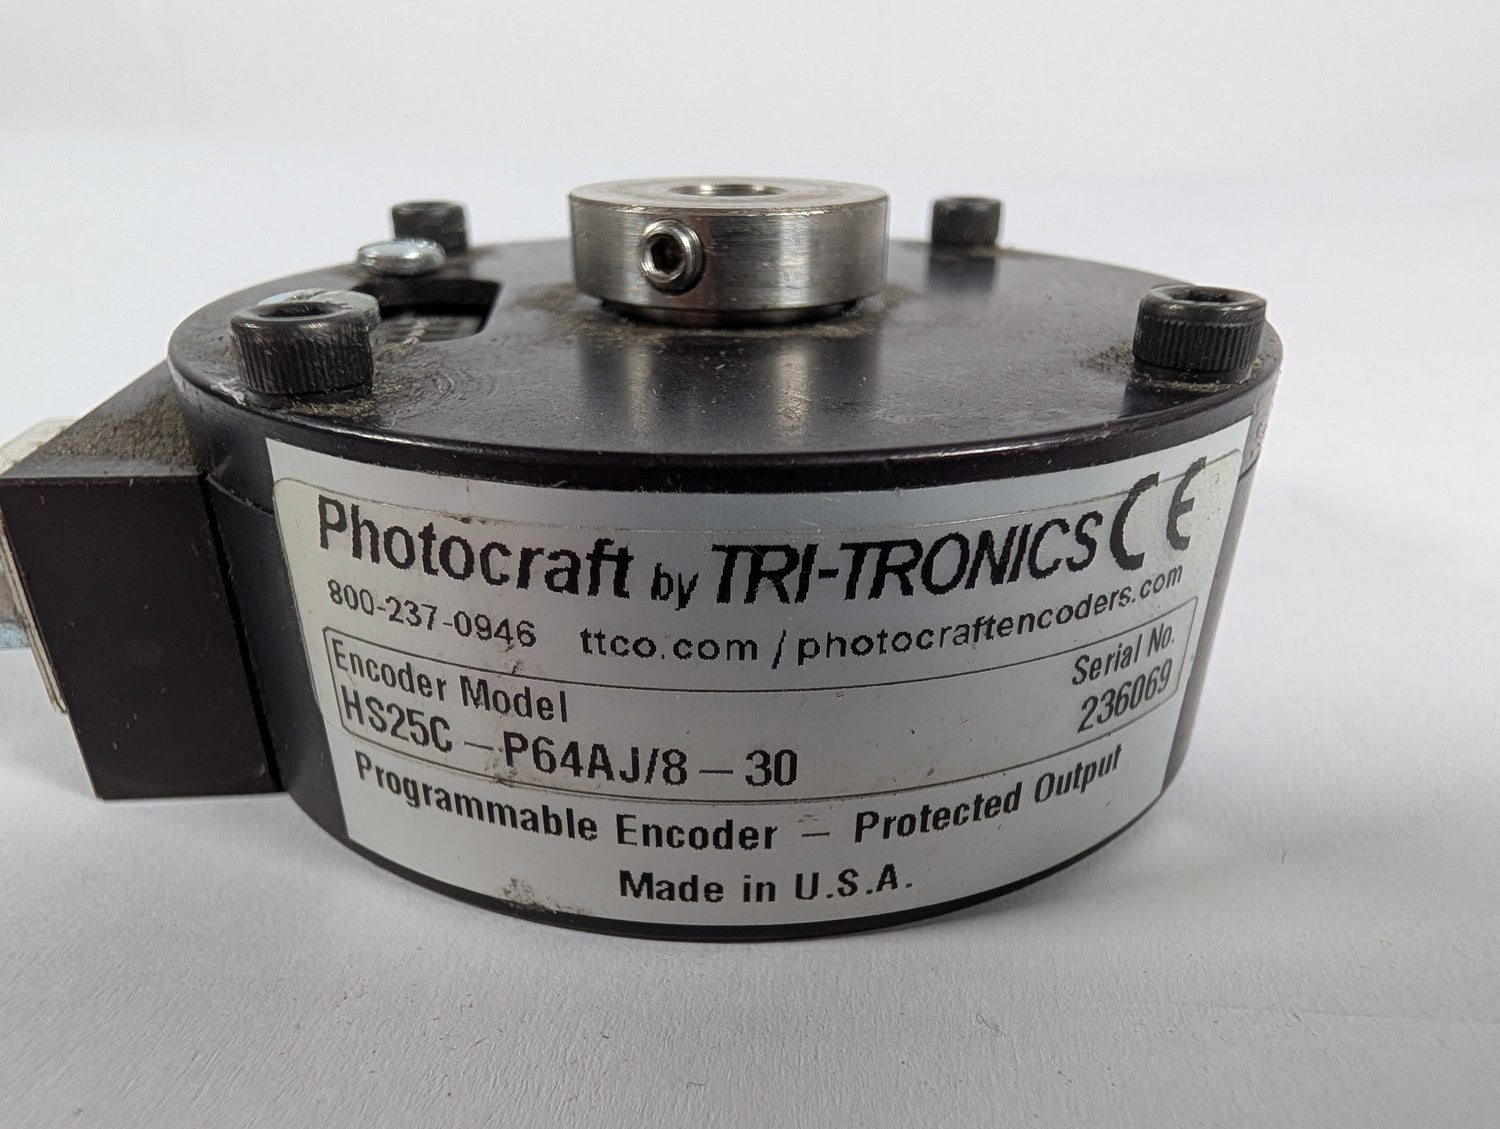 Photocraft by TRI-TRONICS CE
800-237-0946 ttco.com / photocraftencoders.com
Encoder Model Serial No.
HS25C – P64AJ/8 – 30 236069
Programmable Encoder – Protected Output
Made in U.S.A.